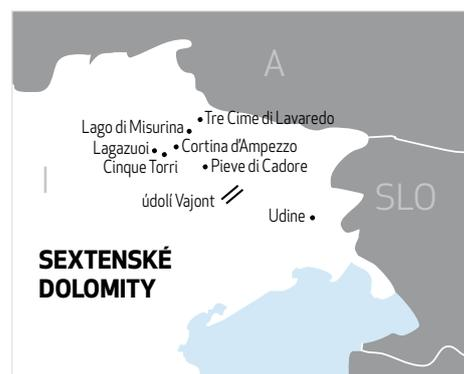 A
Tre Cime di Lavaredo
Lago di Misurina
Lagazuoi
Cortina d'Ampezzo
Cinque Torri
Pieve di Cadore
I
údolí Vajont
SLO
Udine
SEXTENSKÉ
DOLOMITY